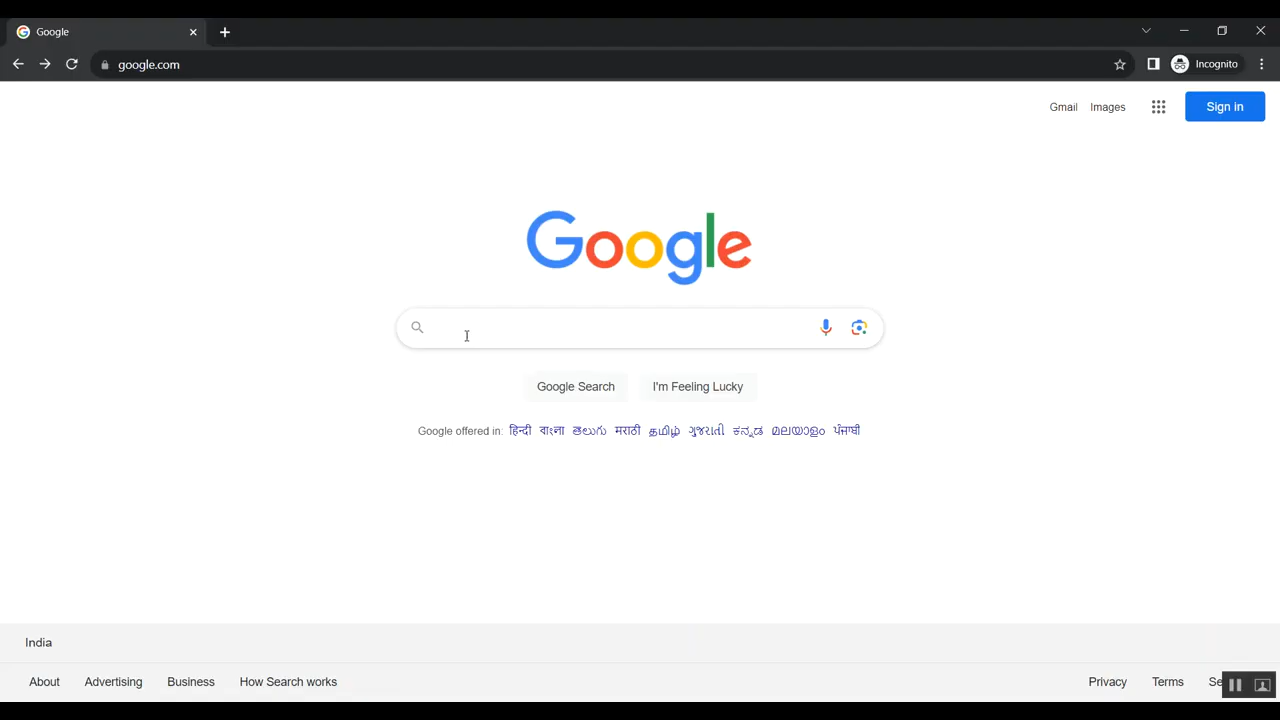 Google
google.com
Incognito
Gmail Images Sign in
Google
Google Search I'm Feeling Lucky
Google offered in: हिन्दी বাংলা తెలుగు मराठी தமிழ் ગુજરાતી ಕನ್ನಡ മലയാളം ਪੰਜਾਬੀ
India
About Advertising Business How Search works Privacy Terms